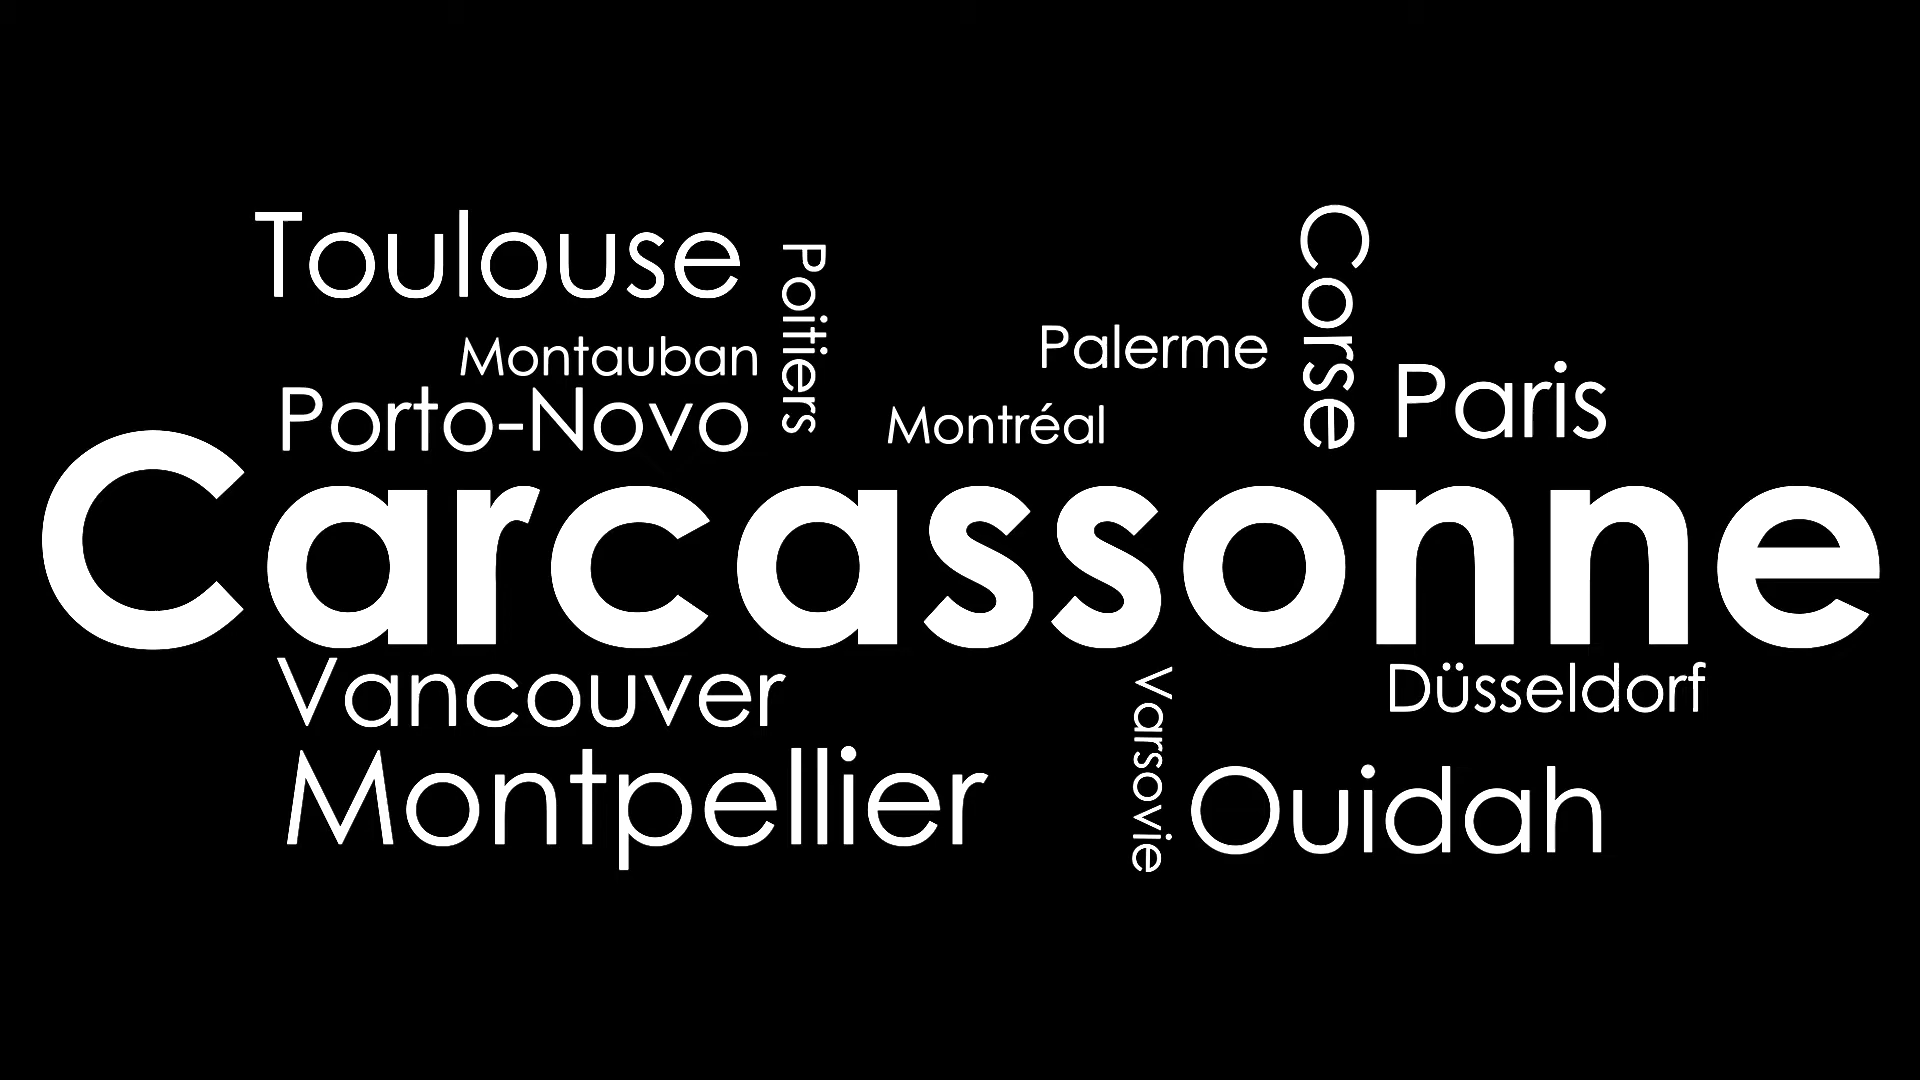 Toulouse
Poitiers
Corse
Montauban
Palerme
Porto-Novo
Montréal
Paris
Carcassonne
Vancouver
Varsovie
Düsseldorf
Montpellier
Ouidah